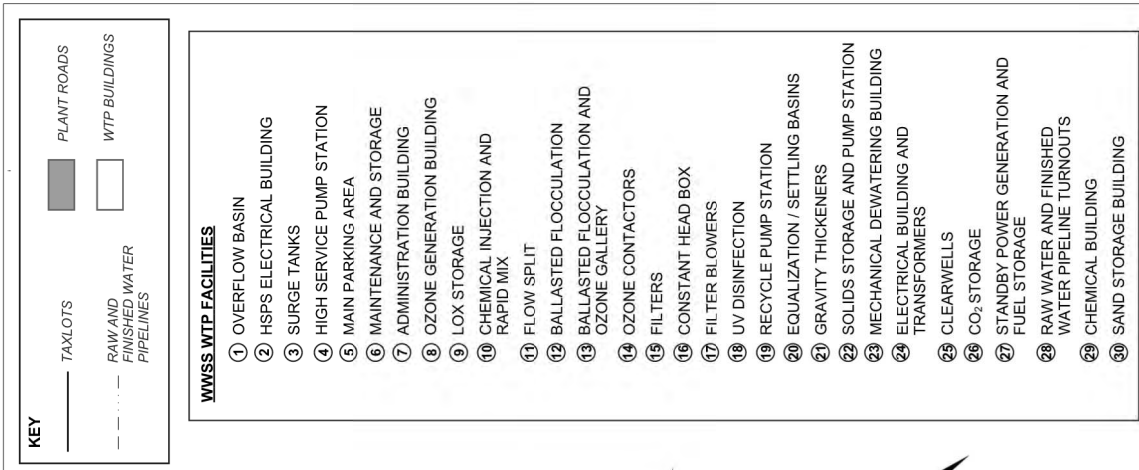 KEY
TAXLOTS
RAW AND
FINISHED WATER
PIPELINES
PLANT ROADS
WTP BUILDINGS
WWSS WTP FACILITIES
1 OVERFLOW BASIN
2 HSPS ELECTRICAL BUILDING
3 SURGE TANKS
4 HIGH SERVICE PUMP STATION
5 MAIN PARKING AREA
6 MAINTENANCE AND STORAGE
7 ADMINISTRATION BUILDING
8 OZONE GENERATION BUILDING
9 LOX STORAGE
10 CHEMICAL INJECTION AND
RAPID MIX
11 FLOW SPLIT
12 BALLASTED FLOCCULATION
13 BALLASTED FLOCCULATION AND
OZONE GALLERY
14 OZONE CONTACTORS
15 FILTERS
16 CONSTANT HEAD BOX
17 FILTER BLOWERS
18 UV DISINFECTION
19 RECYCLE PUMP STATION
20 EQUALIZATION / SETTLING BASINS
21 GRAVITY THICKENERS
22 SOLIDS STORAGE AND PUMP STATION
23 MECHANICAL DEWATERING BUILDING
24 ELECTRICAL BUILDING AND
TRANSFORMERS
25 CLEARWELLS
26 CO₂ STORAGE
27 STANDBY POWER GENERATION AND
FUEL STORAGE
28 RAW WATER AND FINISHED
WATER PIPELINE TURNOUTS
29 CHEMICAL BUILDING
30 SAND STORAGE BUILDING